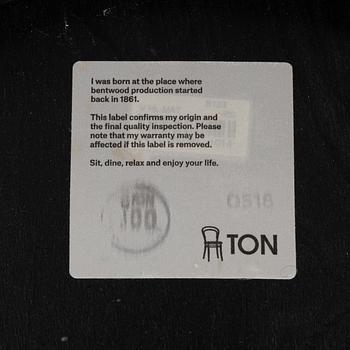 I was born at the place where
bentwood production started
back in 1861.
This label confirms my origin and
the final quality inspection. Please
note that my warranty may be
affected if this label is removed.
Sit, dine, relax and enjoy your life.
0518
TON